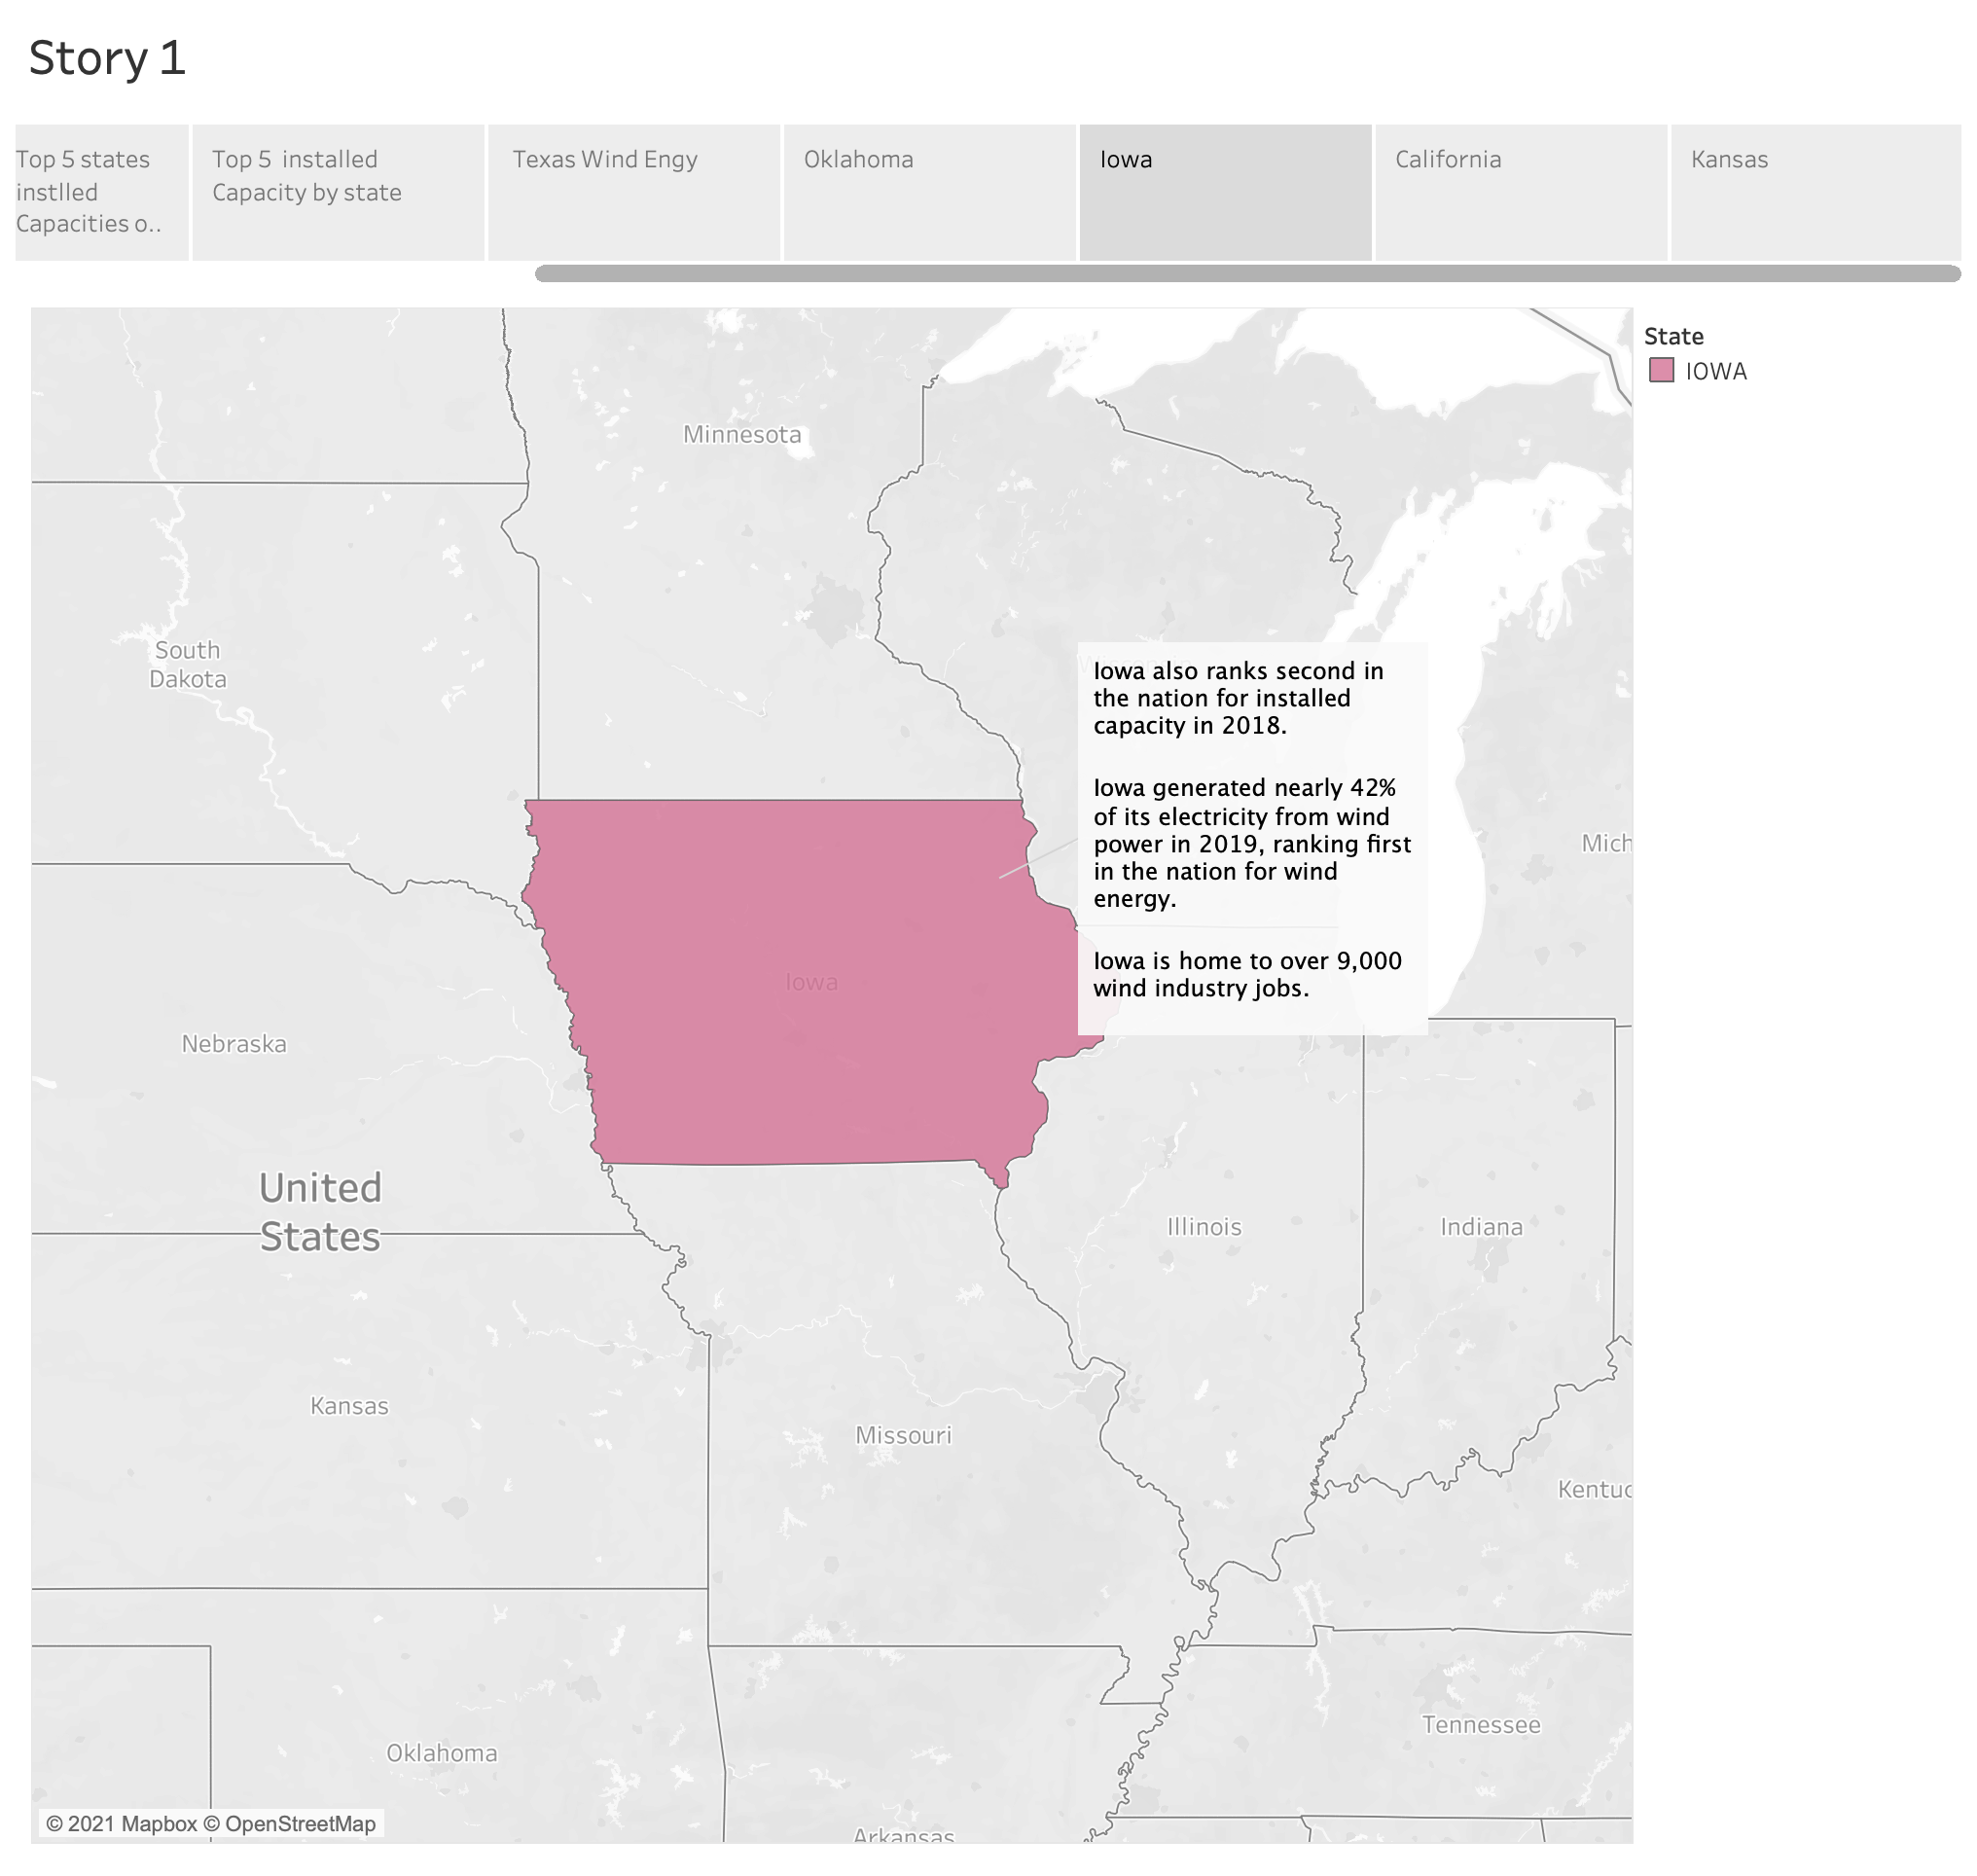 Story 1
Top 5 states
instlled
Capacities o..
Top 5 installed
Capacity by state
Texas Wind Engy
Oklahoma
Iowa
California
Kansas
State
IOWA
Minnesota
South
Dakota
Iowa also ranks second in
the nation for installed
capacity in 2018.
Iowa generated nearly 42%
of its electricity from wind
power in 2019, ranking first
in the nation for wind
energy.
Iowa is home to over 9,000
wind industry jobs.
Mich
Iowa
Nebraska
United
States
Illinois
Indiana
Kansas
Missouri
Kentuc
Tennessee
Oklahoma
Arkansas
© 2021 Mapbox © OpenStreetMap